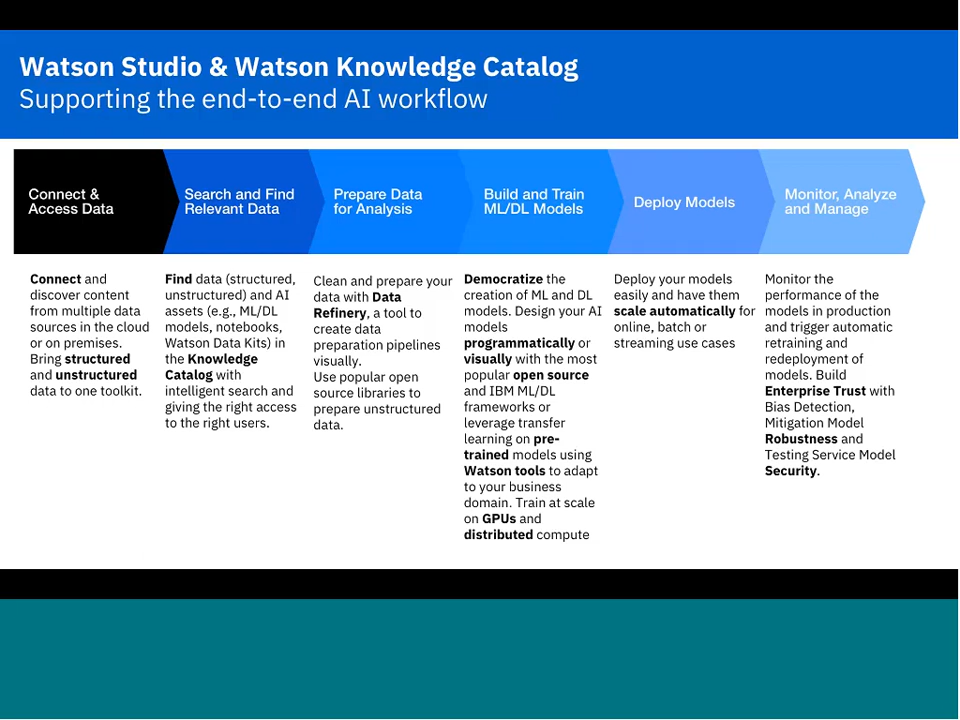 Watson Studio & Watson Knowledge Catalog
Supporting the end-to-end AI workflow
Connect &
Access Data
Search and Find
Relevant Data
Prepare Data
for Analysis
Build and Train
ML/DL Models
Deploy Models
Monitor, Analyze
and Manage
Connect and
discover content
from multiple data
sources in the cloud
or on premises.
Bring structured
and unstructured
data to one toolkit.
Find data (structured,
unstructured) and AI
assets (e.g., ML/DL
models, notebooks,
Watson Data Kits) in
the Knowledge
Catalog with
intelligent search and
giving the right access
to the right users.
Clean and prepare your
data with Data
Refinery, a tool to
create data
preparation pipelines
visually.
Use popular open
source libraries to
prepare unstructured
data.
Democratize the
creation of ML and DL
models. Design your AI
models
programmatically or
visually with the most
popular open source
and IBM ML/DL
frameworks or
leverage transfer
learning on pre-
trained models using
Watson tools to adapt
to your business
domain. Train at scale
on GPUs and
distributed compute
Deploy your models
easily and have them
scale automatically for
online, batch or
streaming use cases
Monitor the
performance of the
models in production
and trigger automatic
retraining and
redeployment of
models. Build
Enterprise Trust with
Bias Detection,
Mitigation Model
Robustness and
Testing Service Model
Security.